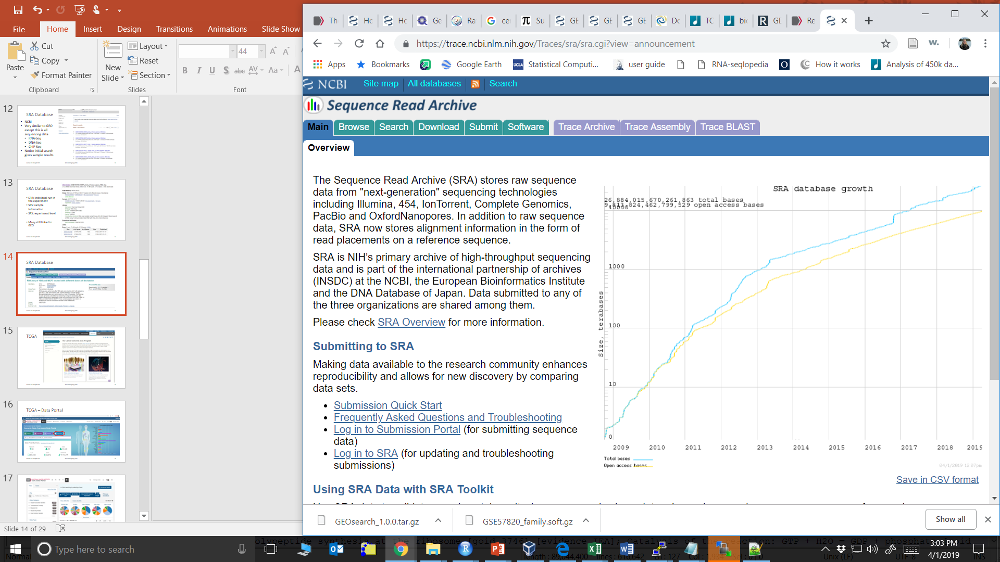 File
Home
Insert
Design
Transitions
Animations
Slide Show
Paste
Cut
Copy
Format Painter
Clipboard
New Slide
Layout
Reset
Section
Slides
44
B I U S abc AV Aa A
Font
12
SRA Database
NCBI
Very similar to GEO
except this is all
sequencing data
RNA-Seq
DNA-Seq
ChIP-Seq
Notice initial search
gives sample results
13
SRA Database
SRR: individual run in
the experiment
SRS: sample
information
SRX: experiment level
Many still linked to
GEO
14
SRA Database
Sequence Read Archive
15
TCGA
16
TCGA – Data Portal
17
Slide 14 of 29
Th
Ho
Ho
Ge
Ra
cer
Su
GE
GE
GE
Do
TC
bio
GD
Re
https://trace.ncbi.nlm.nih.gov/Traces/sra/sra.cgi?view=announcement
Apps
Bookmarks
Google Earth
UCLA
Statistical Computi...
user guide
RNA-seqlopedia
How it works
Analysis of 450k da...
NCBI
Site map
All databases
Search
Sequence Read Archive
Main
Browse
Search
Download
Submit
Software
Trace Archive
Trace Assembly
Trace BLAST
Overview
The Sequence Read Archive (SRA) stores raw sequence
data from "next-generation" sequencing technologies
including Illumina, 454, IonTorrent, Complete Genomics,
PacBio and OxfordNanopores. In addition to raw sequence
data, SRA now stores alignment information in the form of
read placements on a reference sequence.
SRA is NIH's primary archive of high-throughput sequencing
data and is part of the international partnership of archives
(INSDC) at the NCBI, the European Bioinformatics Institute
and the DNA Database of Japan. Data submitted to any of
the three organizations are shared among them.
Please check SRA Overview for more information.
Submitting to SRA
Making data available to the research community enhances
reproducibility and allows for new discovery by comparing
data sets.
Submission Quick Start
Frequently Asked Questions and Troubleshooting
Log in to Submission Portal (for submitting sequence
data)
Log in to SRA (for updating and troubleshooting
submissions)
Using SRA Data with SRA Toolkit
SRA database growth
26,884,015,670,261,863 total bases
9,811,824,462,799,529 open access bases
10000
1000
100
10
0
Size, terabases
2009 2010 2011 2012 2013 2014 2015 2016 2017 2018 2019
Total bases
Open access bases
04/1/2019 12:07pm
Save in CSV format
GEOsearch_1.0.0.tar.gz
GSE57820_family.soft.gz
Show all
Type here to search
3:03 PM
4/1/2019